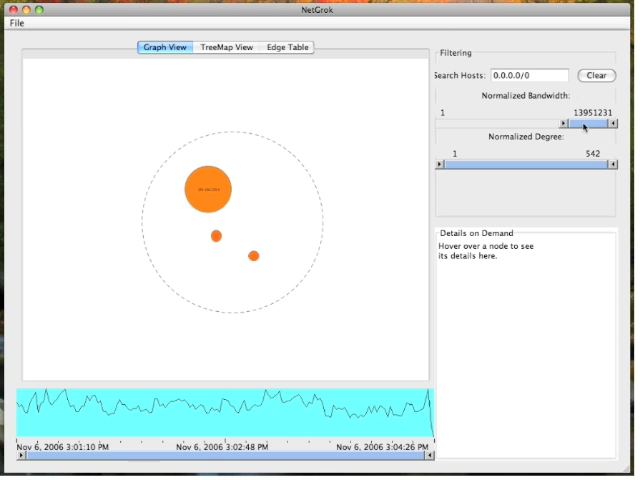 NetGrok
File
Graph View TreeMap View Edge Table
Filtering
Search Hosts: 0.0.0.0/0 Clear
Normalized Bandwidth:
1 13951231
Normalized Degree:
1 542
Details on Demand
Hover over a node to see
its details here.
Nov 6, 2006 3:01:10 PM Nov 6, 2006 3:02:48 PM Nov 6, 2006 3:04:26 PM